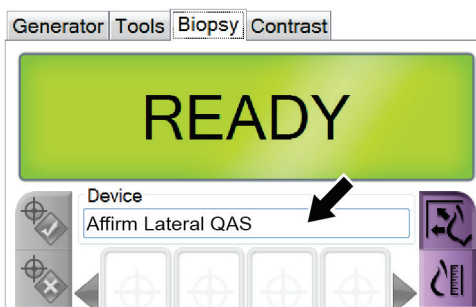 Generator Tools Biopsy Contrast
READY
Device
Affirm Lateral QAS